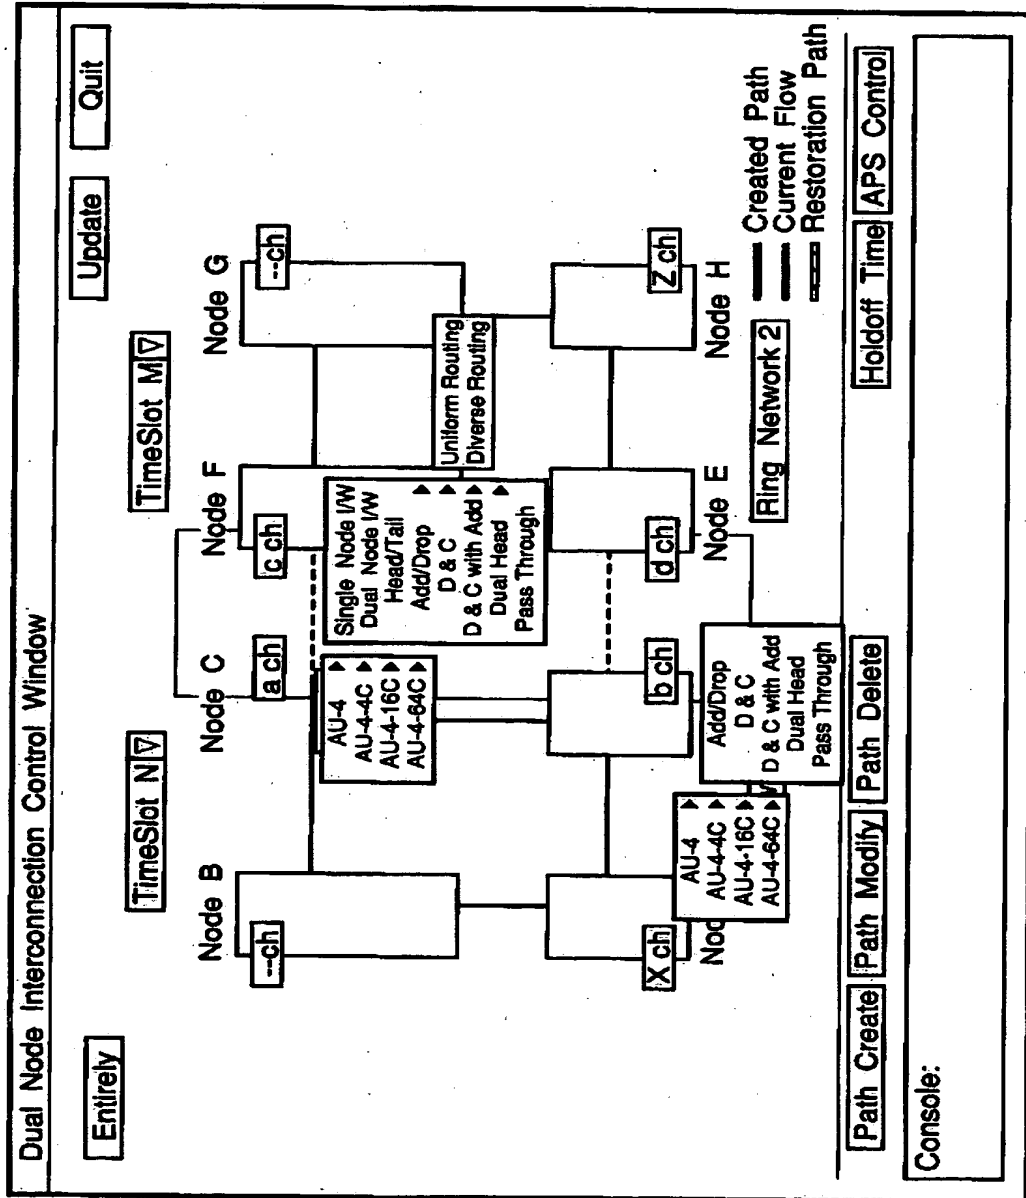 Dual Node Interconnection Control Window
Entirely
Update
Quit
TimeSlot N
TimeSlot M
Node B
Node C
Node F
Node G
--ch
a ch
c ch
--ch
AU-4
AU-4-4C
AU-4-16C
AU-4-64C
Single Node I/W
Dual Node I/W
Head/Tail
Add/Drop
D & C
D & C with Add
Dual Head
Pass Through
Uniform Routing
Diverse Routing
X ch
b ch
d ch
Z ch
Nod
Node E
Node H
AU-4
AU-4-4C
AU-4-16C
AU-4-64C
Add/Drop
D & C
D & C with Add
Dual Head
Pass Through
Ring Network 2
Created Path
Current Flow
Restoration Path
Path Create
Path Modify
Path Delete
Holdoff Time
APS Control
Console: